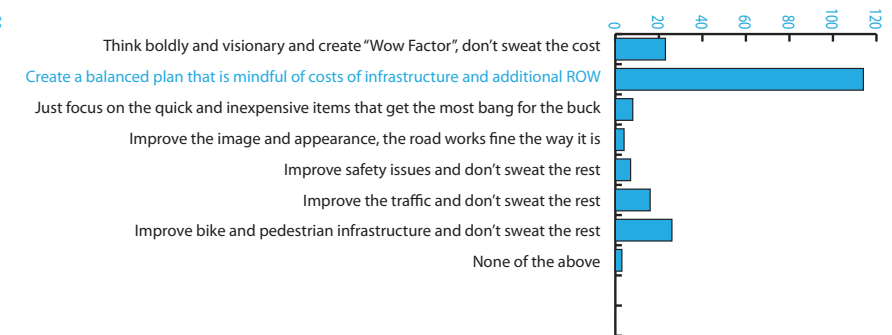 0 20 40 60 80 100 120
Think boldly and visionary and create “Wow Factor”, don’t sweat the cost
Create a balanced plan that is mindful of costs of infrastructure and additional ROW
Just focus on the quick and inexpensive items that get the most bang for the buck
Improve the image and appearance, the road works fine the way it is
Improve safety issues and don’t sweat the rest
Improve the traffic and don’t sweat the rest
Improve bike and pedestrian infrastructure and don’t sweat the rest
None of the above